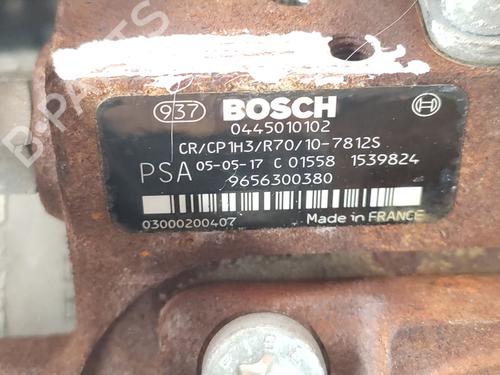 937 BOSCH
0445010102
CR/CP1H3/R70/10-7812S
PSA 05-05-17 C 01558 1539824
9656300380
03000200407 Made in FRANCE
B-PARTS